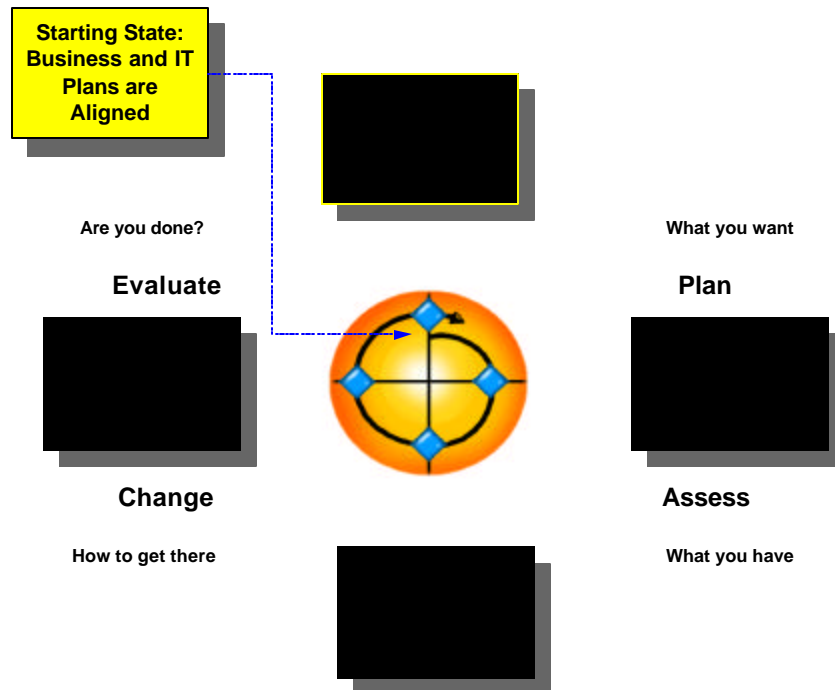 Starting State:
Business and IT
Plans are
Aligned
Are you done?
What you want
Evaluate
Plan
Change
Assess
How to get there
What you have